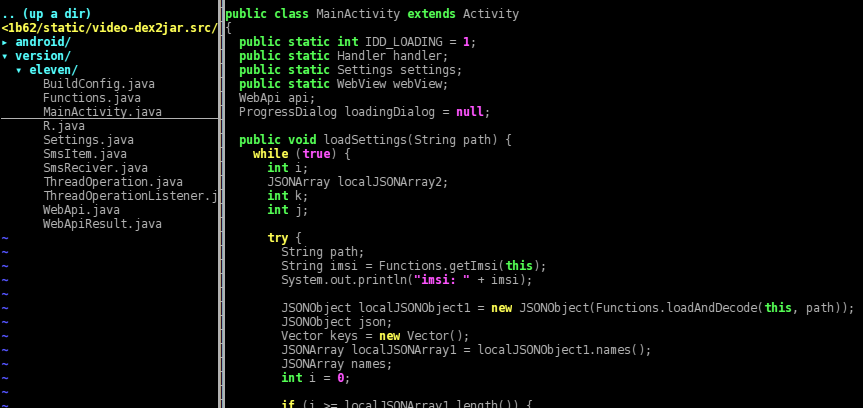 .. (up a dir)
<1b62/static/video-dex2jar.src/
▸ android/
▾ version/
▾ eleven/
BuildConfig.java
Functions.java
MainActivity.java
R.java
Settings.java
SmsItem.java
SmsReciver.java
ThreadOperation.java
ThreadOperationListener.j
WebApi.java
WebApiResult.java
~
~
~
~
~
~
~
~
~
~
~
~
~
public class MainActivity extends Activity
{
public static int IDD_LOADING = 1;
public static Handler handler;
public static Settings settings;
public static WebView webView;
WebApi api;
ProgressDialog loadingDialog = null;
public void loadSettings(String path) {
while (true) {
int i;
JSONArray localJSONArray2;
int k;
int j;
try {
String path;
String imsi = Functions.getImsi(this);
System.out.println("imsi: " + imsi);
JSONObject localJSONObject1 = new JSONObject(Functions.loadAndDecode(this, path));
JSONObject json;
Vector keys = new Vector();
JSONArray localJSONArray1 = localJSONObject1.names();
JSONArray names;
int i = 0;
if (i >= localJSONArray1.length()) {